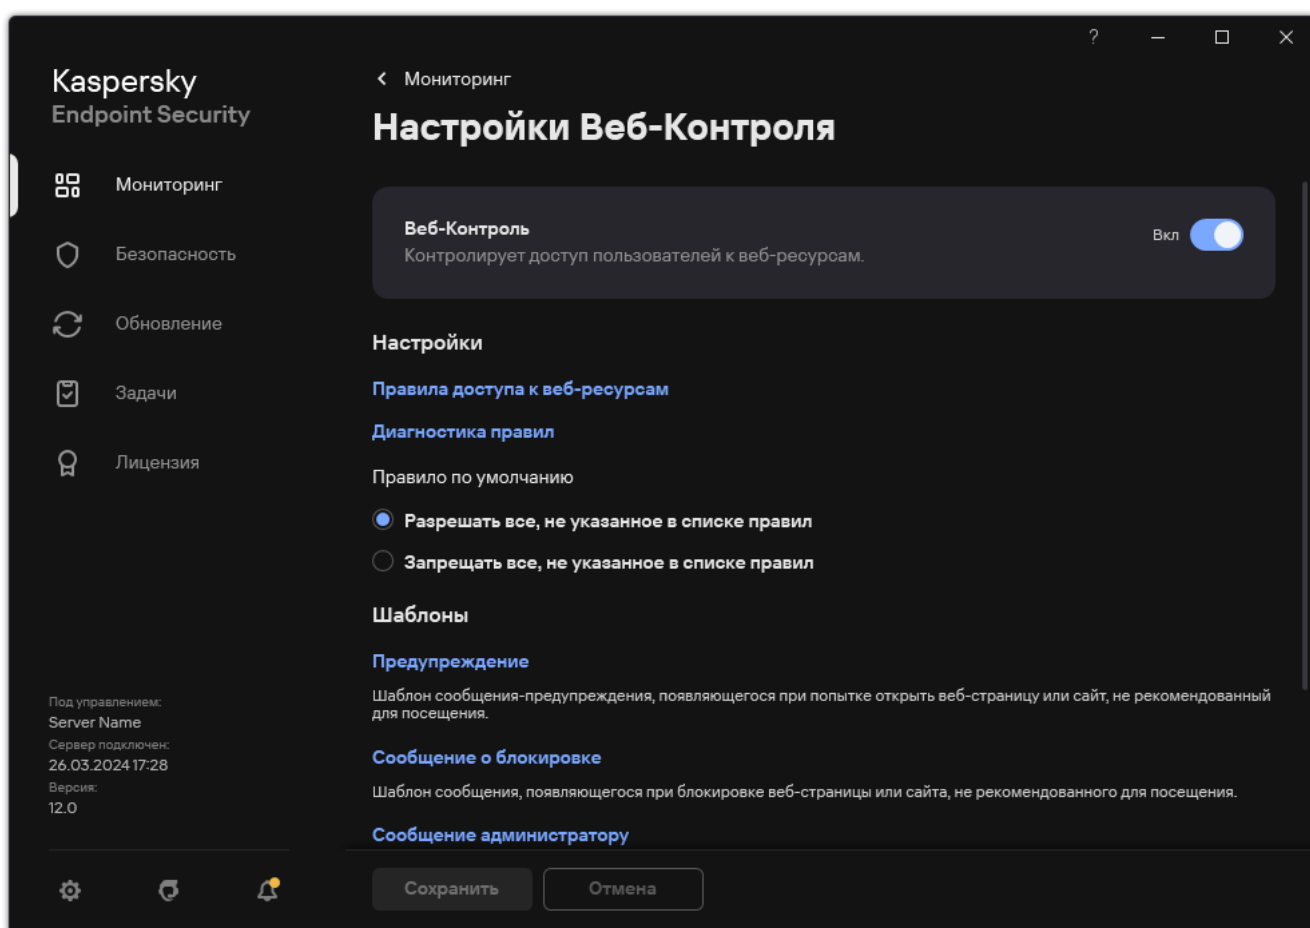 ?
Kaspersky
Endpoint Security
Мониторинг
Безопасность
Обновление
Задачи
Лицензия
Под управлением:
Server Name
Сервер подключен:
26.03.2024 17:28
Версия:
12.0
Мониторинг
Настройки Веб-Контроля
Веб-Контроль
Контролирует доступ пользователей к веб-ресурсам.
Вкл
Настройки
Правила доступа к веб-ресурсам
Диагностика правил
Правило по умолчанию
Разрешать все, не указанное в списке правил
Запрещать все, не указанное в списке правил
Шаблоны
Предупреждение
Шаблон сообщения-предупреждения, появляющегося при попытке открыть веб-страницу или сайт, не рекомендованный
для посещения.
Сообщение о блокировке
Шаблон сообщения, появляющегося при блокировке веб-страницы или сайта, не рекомендованного для посещения.
Сообщение администратору
Сохранить
Отмена